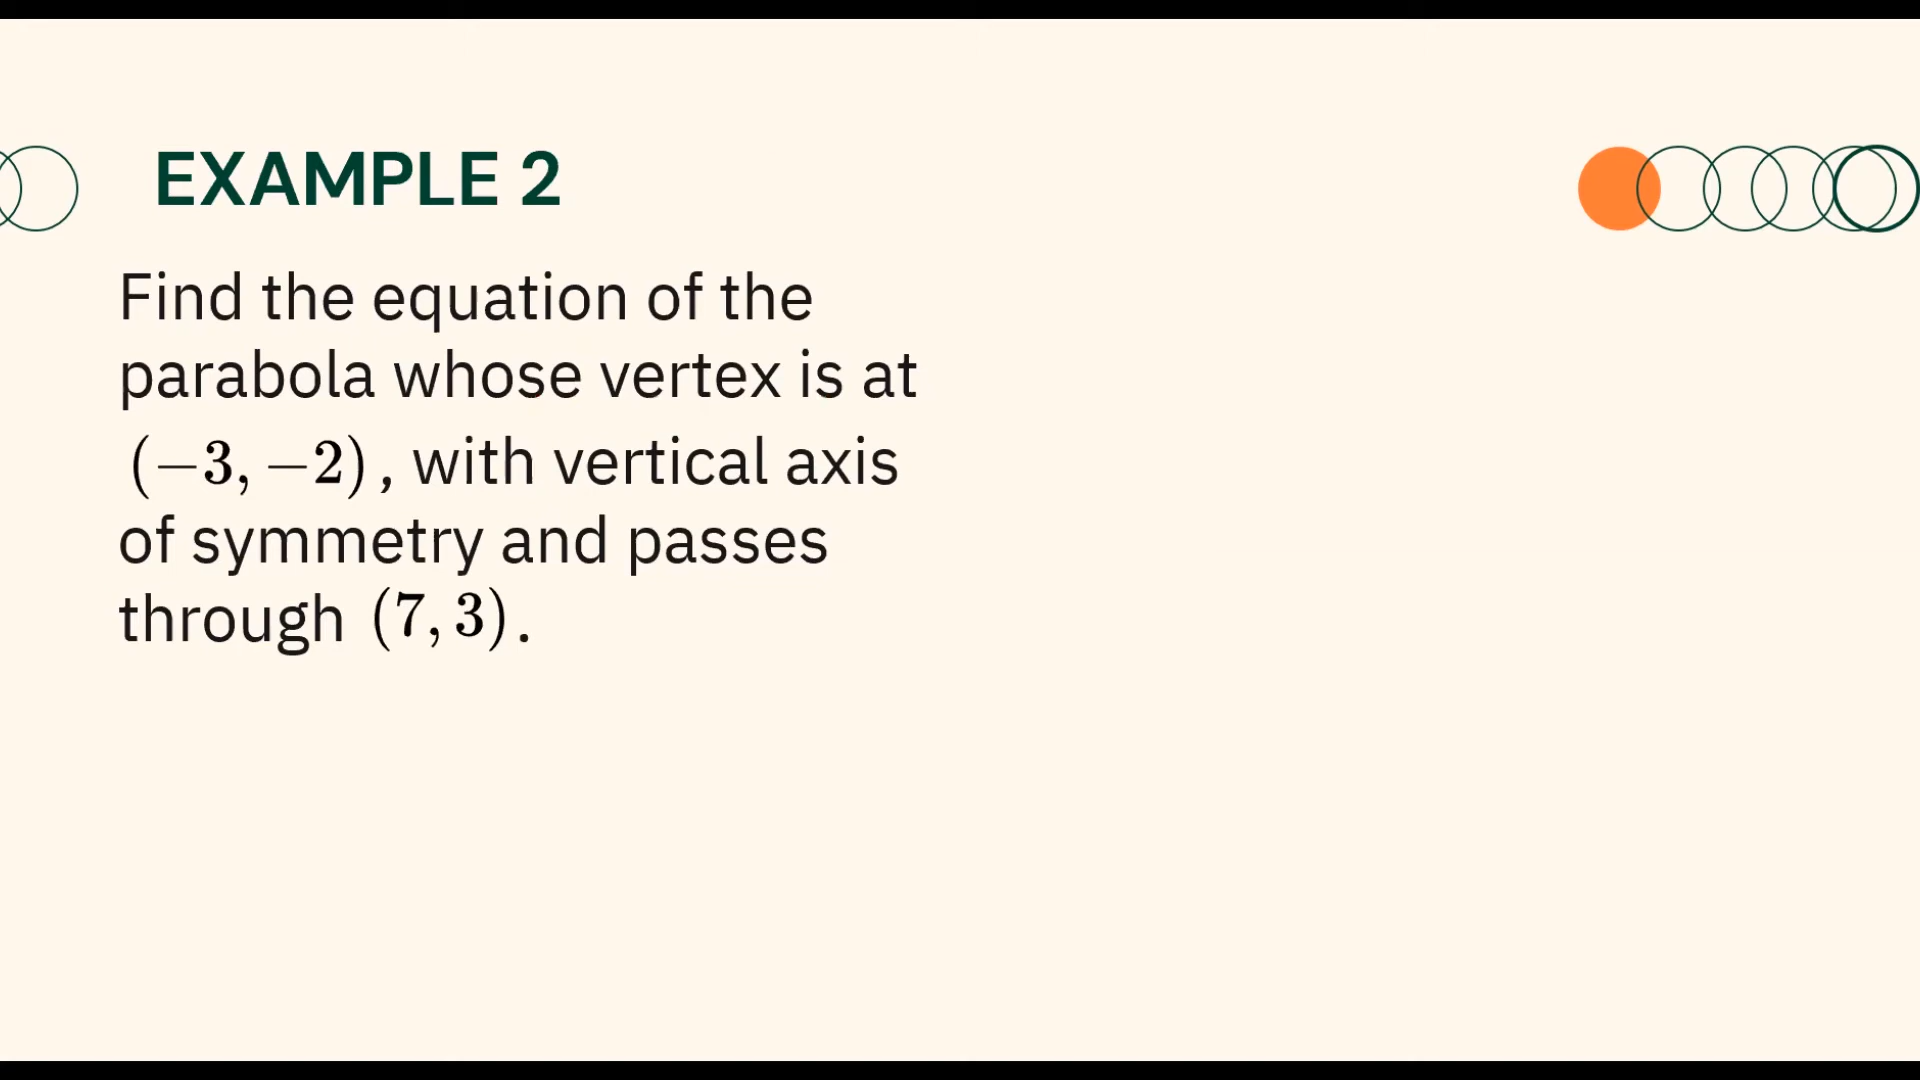 EXAMPLE 2
Find the equation of the
parabola whose vertex is at
(−3, −2), with vertical axis
of symmetry and passes
through (7, 3).